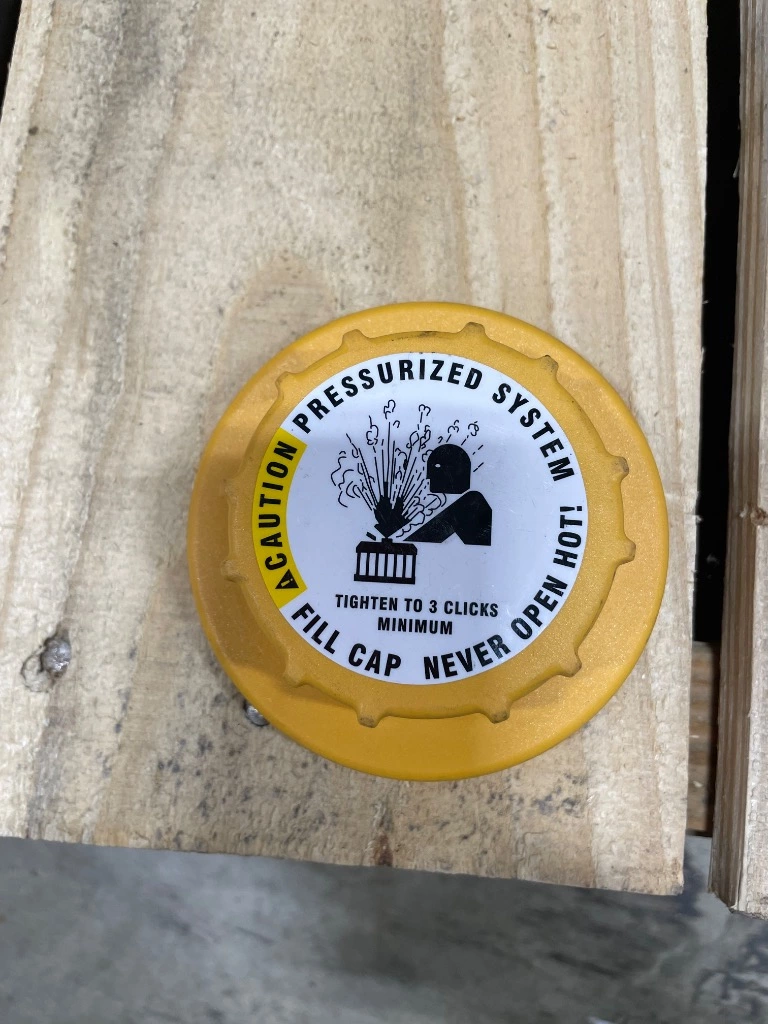 CAUTION
PRESSURIZED SYSTEM
NEVER OPEN HOT!
FILL CAP
TIGHTEN TO 3 CLICKS
MINIMUM